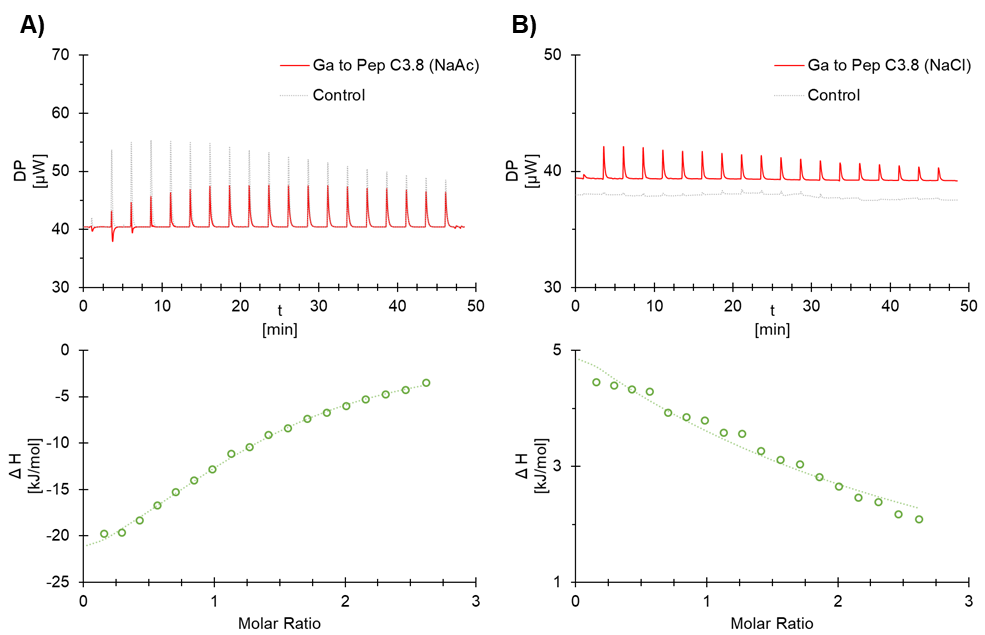 A)
B)
70
60
50
40
30
DP
[µW]
Ga to Pep C3.8 (NaAc)
Control
0
10
20
30
40
50
t
[min]
50
40
30
DP
[µW]
Ga to Pep C3.8 (NaCl)
Control
0
10
20
30
40
50
t
[min]
0
-5
-10
-15
-20
-25
Δ H
[kJ/mol]
0
1
2
3
Molar Ratio
5
3
1
Δ H
[kJ/mol]
0
1
2
3
Molar Ratio